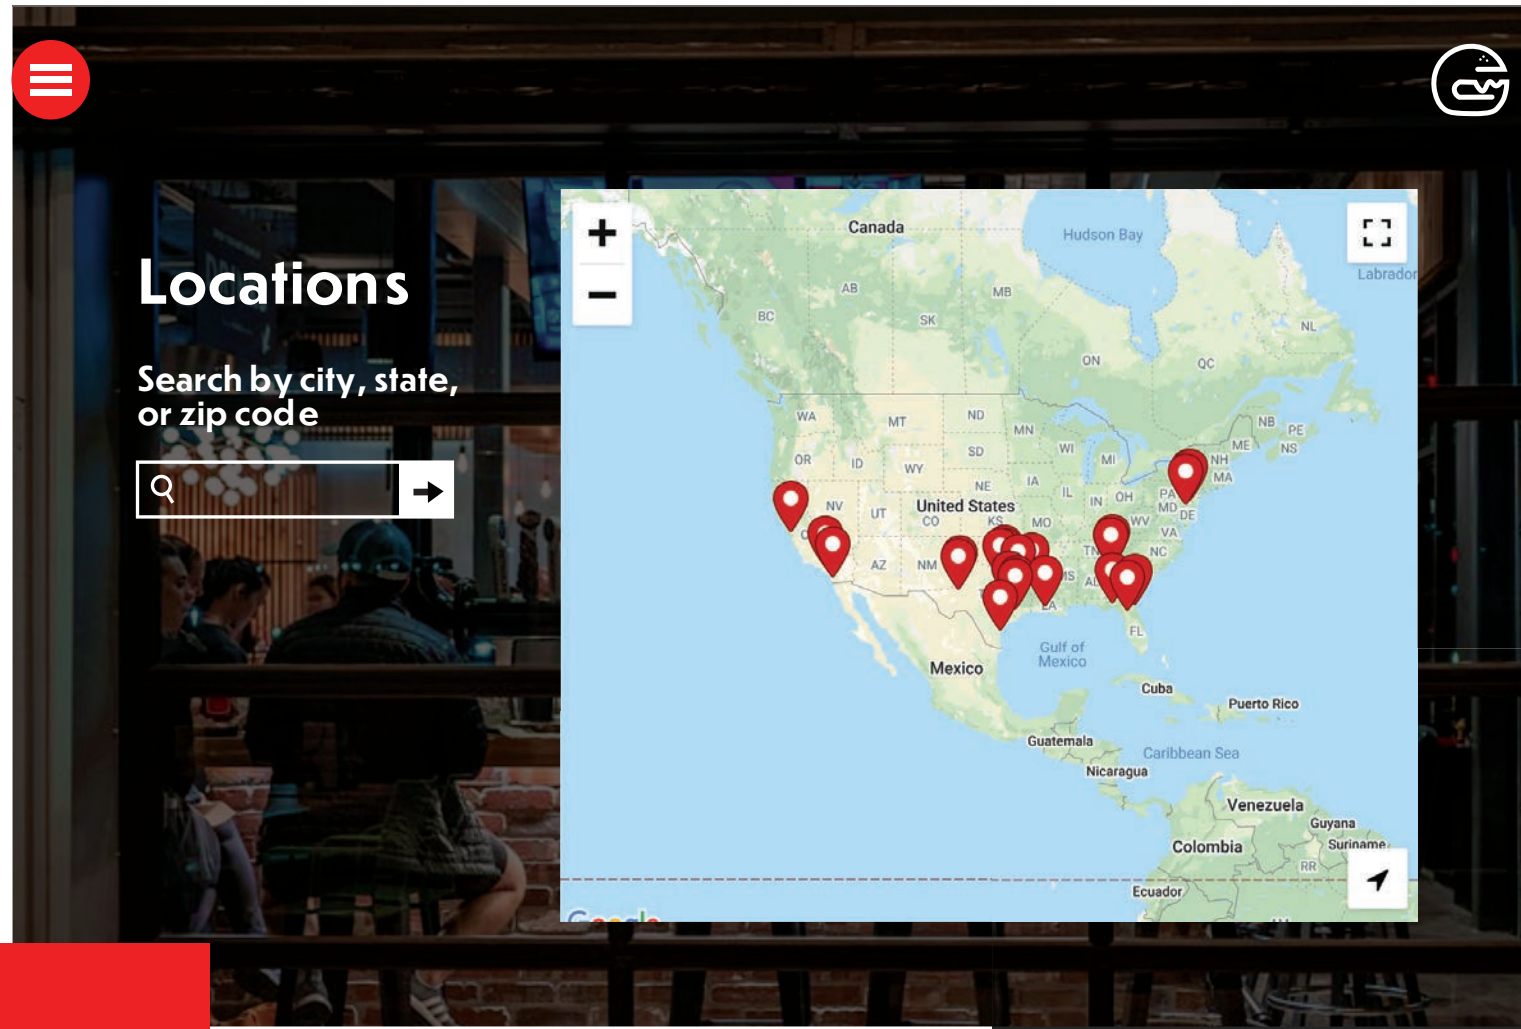 Locations
Search by city, state,
or zip code
Canada
Hudson Bay
Labrador
AB
MB
BC
SK
NL
ON
QC
WA
MT
ND
MN
NB
PE
NS
ME
OR
ID
WY
SD
WI
MI
NH
MA
NE
IA
IL
IN
OH
PA
MD
DE
NV
UT
United States
CO
KS
MO
WV
VA
AZ
NM
TN
NC
MS
LA
FL
Gulf of
Mexico
Mexico
Cuba
Puerto Rico
Guatemala
Caribbean Sea
Nicaragua
Venezuela
Guyana
Colombia
Suriname
RR
Ecuador
Google